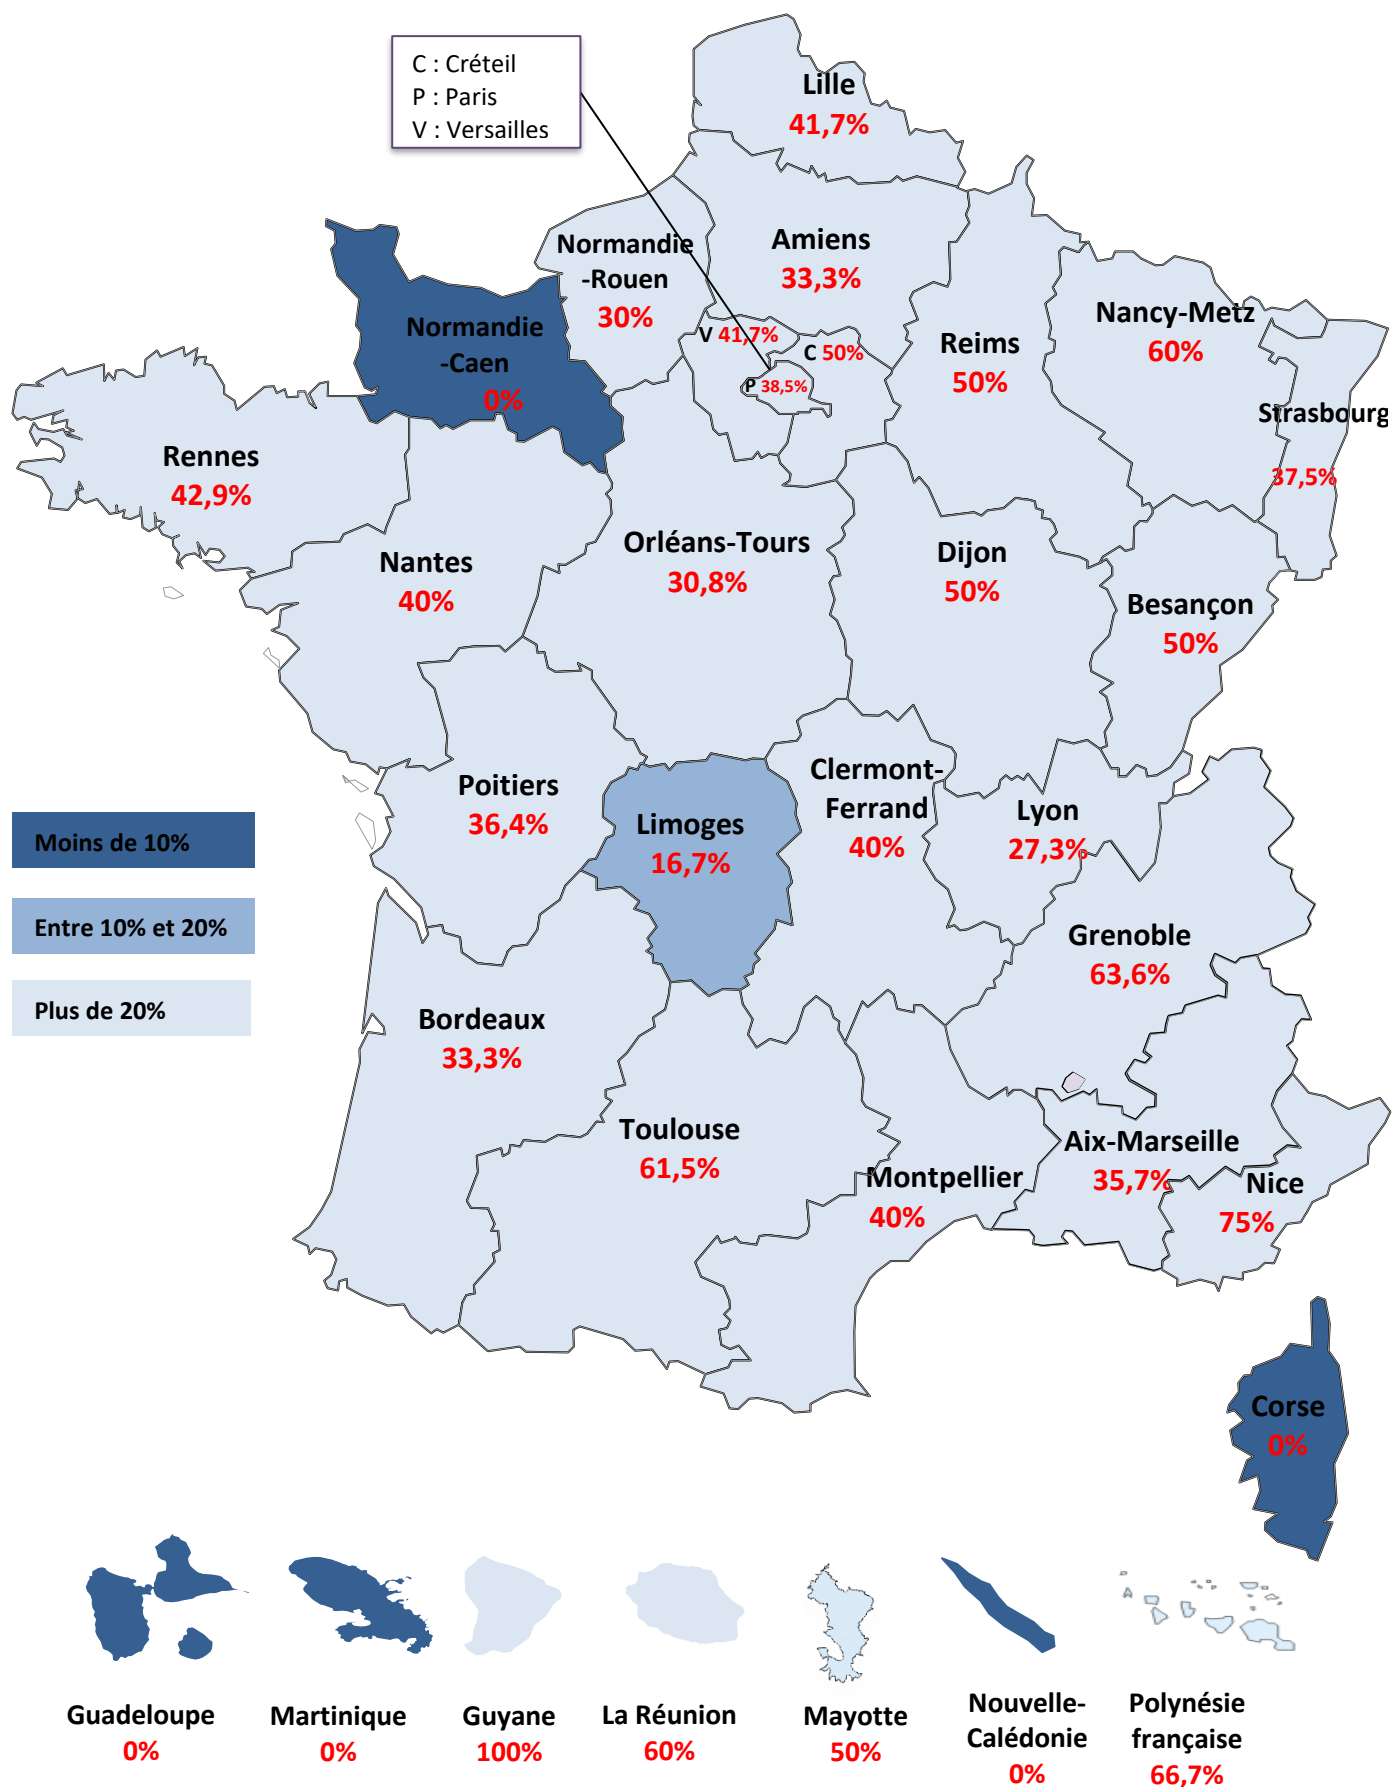 C : Créteil
P : Paris
V : Versailles
Lille
41,7%
Amiens
33,3%
Normandie
-Rouen
30%
Normandie
-Caen
0%
V 41,7%
C 50%
P 38,5%
Reims
50%
Nancy-Metz
60%
Strasbourg
37,5%
Rennes
42,9%
Nantes
40%
Orléans-Tours
30,8%
Dijon
50%
Besançon
50%
Poitiers
36,4%
Limoges
16,7%
Clermont-
Ferrand
40%
Lyon
27,3%
Grenoble
63,6%
Moins de 10%
Entre 10% et 20%
Plus de 20%
Bordeaux
33,3%
Toulouse
61,5%
Montpellier
40%
Aix-Marseille
35,7%
Nice
75%
Corse
0%
Guadeloupe
0%
Martinique
0%
Guyane
100%
La Réunion
60%
Mayotte
50%
Nouvelle-
Calédonie
0%
Polynésie
française
66,7%